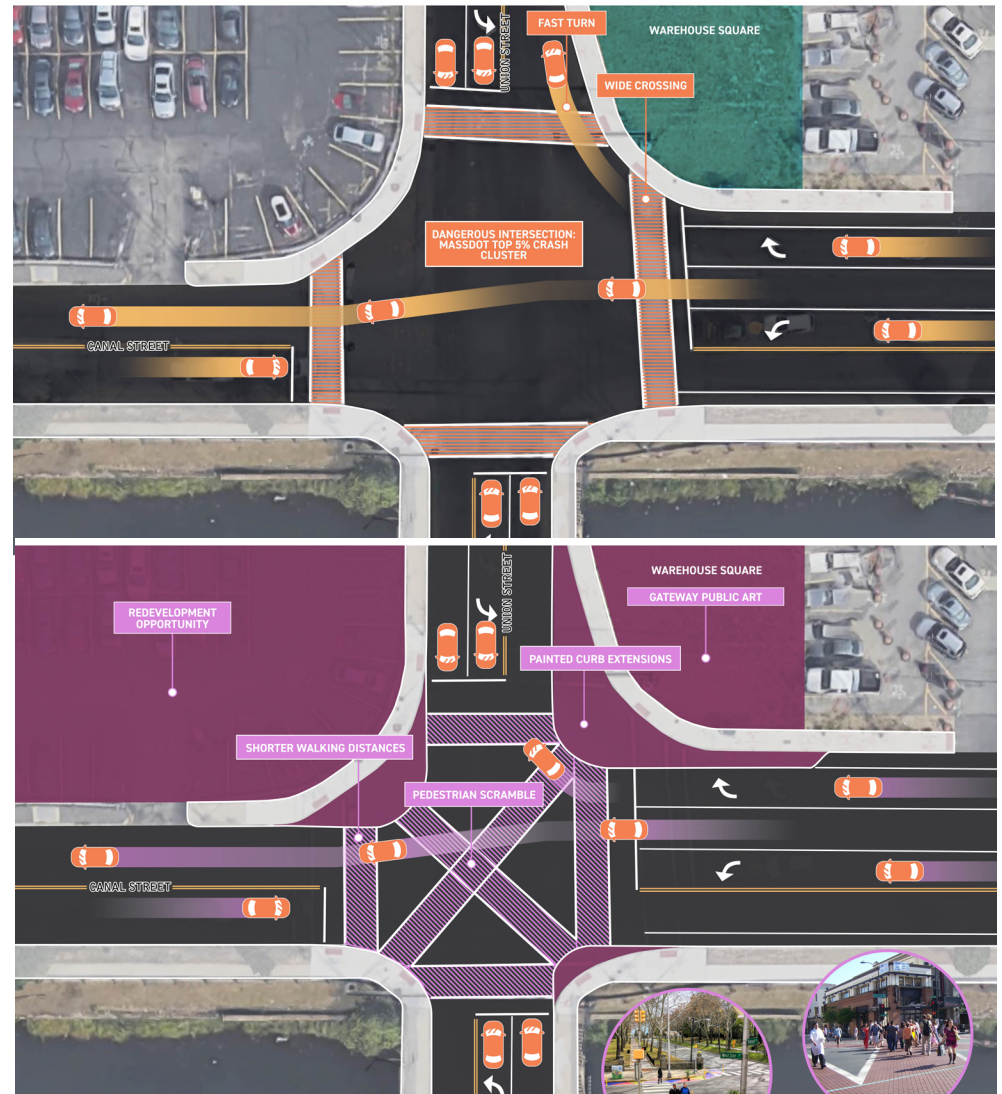 FAST TURN
UNION STREET
WAREHOUSE SQUARE
WIDE CROSSING
DANGEROUS INTERSECTION:
MASSDOT TOP 5% CRASH
CLUSTER
CANAL STREET
WAREHOUSE SQUARE
GATEWAY PUBLIC ART
UNION STREET
REDEVELOPMENT
OPPORTUNITY
PAINTED CURB EXTENSIONS
SHORTER WALKING DISTANCES
PEDESTRIAN SCRAMBLE
CANAL STREET